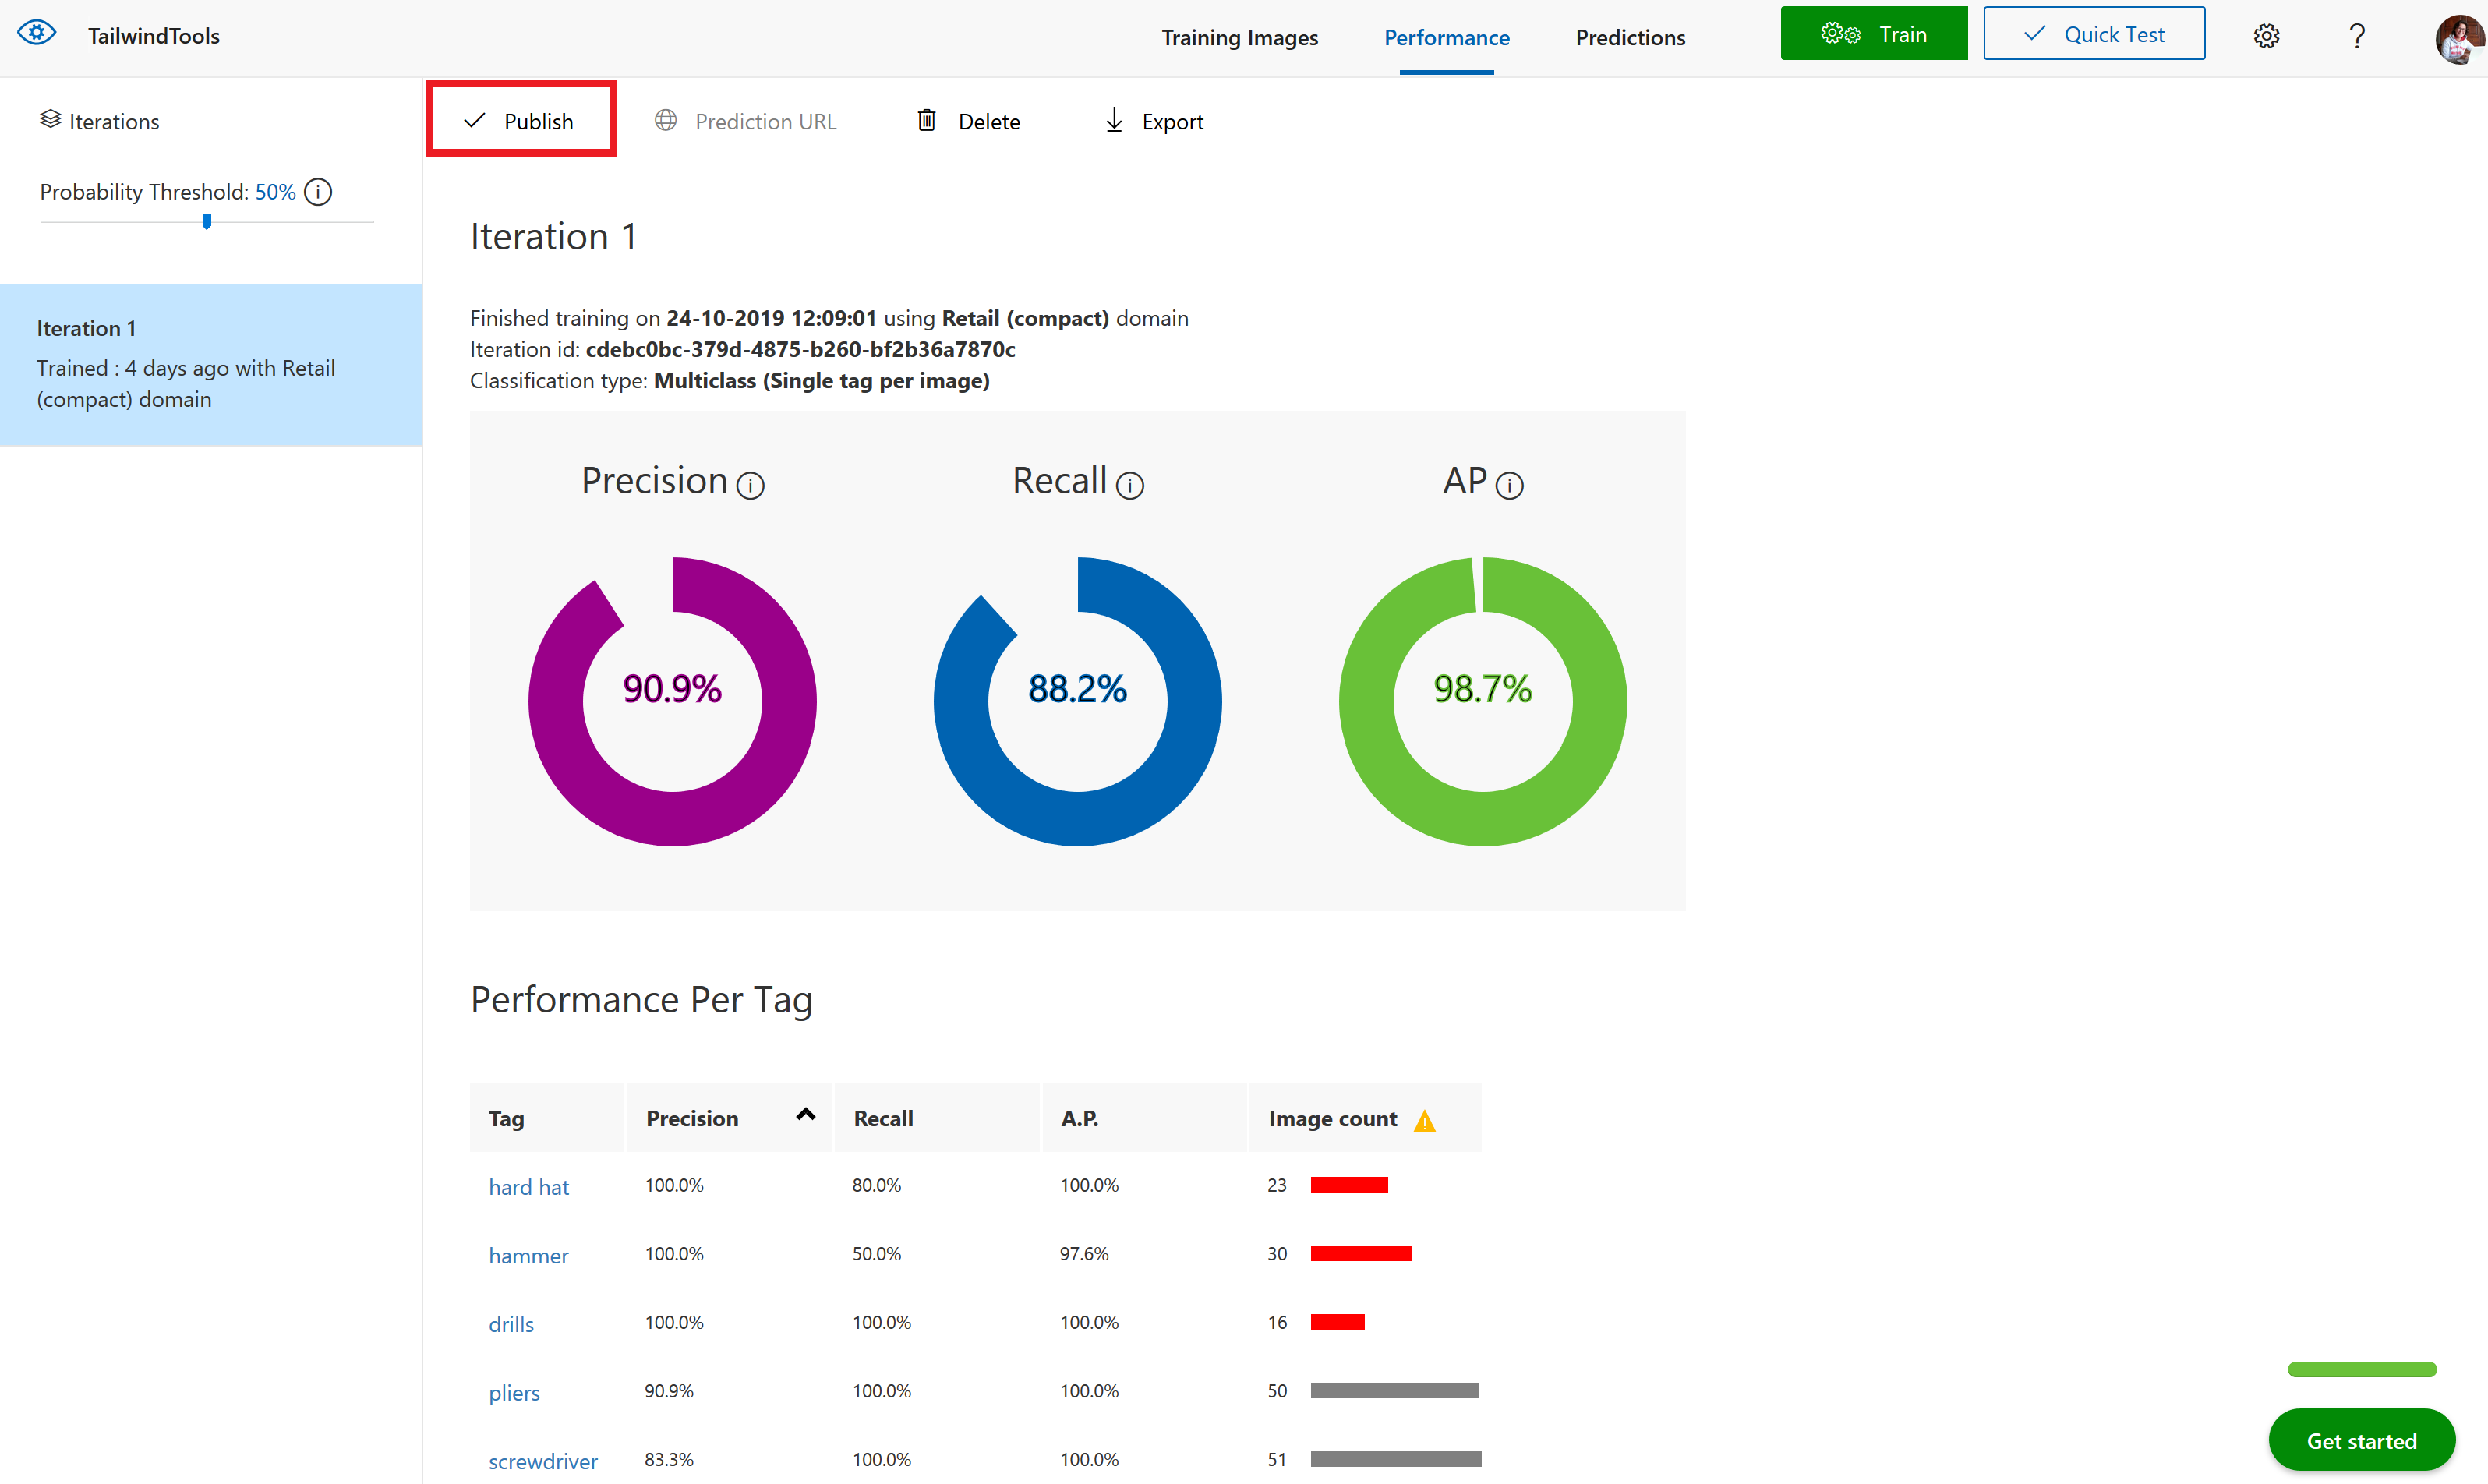 TailwindTools
Training Images
Performance
Predictions
Train
Quick Test
?
Iterations
Probability Threshold: 50%
Iteration 1
Trained : 4 days ago with Retail
(compact) domain
Publish
Prediction URL
Delete
Export
Iteration 1
Finished training on 24-10-2019 12:09:01 using Retail (compact) domain
Iteration id: cdebc0bc-379d-4875-b260-bf2b36a7870c
Classification type: Multiclass (Single tag per image)
Precision
Recall
AP
90.9%
88.2%
98.7%
Performance Per Tag
Tag Precision Recall A.P. Image count
hard hat 100.0% 80.0% 100.0% 23
hammer 100.0% 50.0% 97.6% 30
drills 100.0% 100.0% 100.0% 16
pliers 90.9% 100.0% 100.0% 50
screwdriver 83.3% 100.0% 100.0% 51
Get started